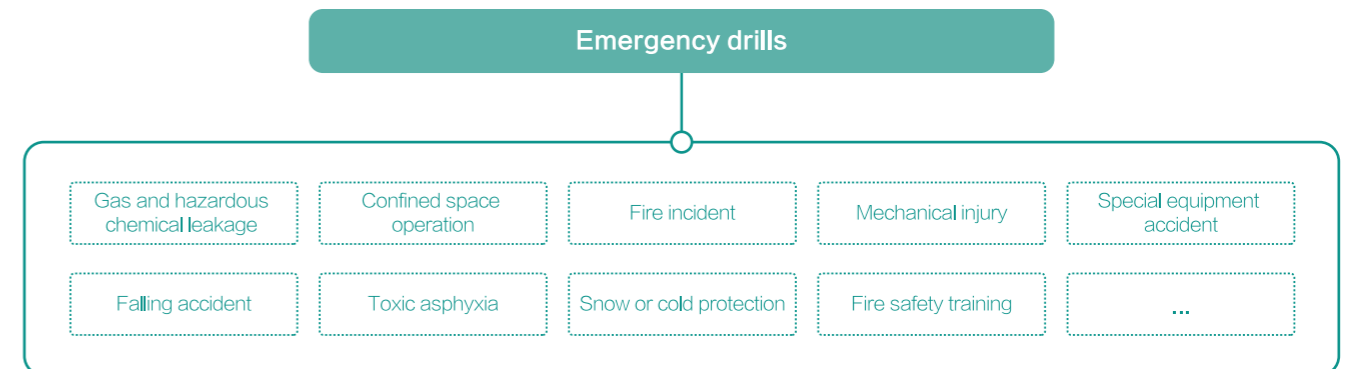 Emergency drills
Gas and hazardous
chemical leakage
Confined space
operation
Fire incident
Mechanical injury
Special equipment
accident
Falling accident
Toxic asphyxia
Snow or cold protection
Fire safety training
...